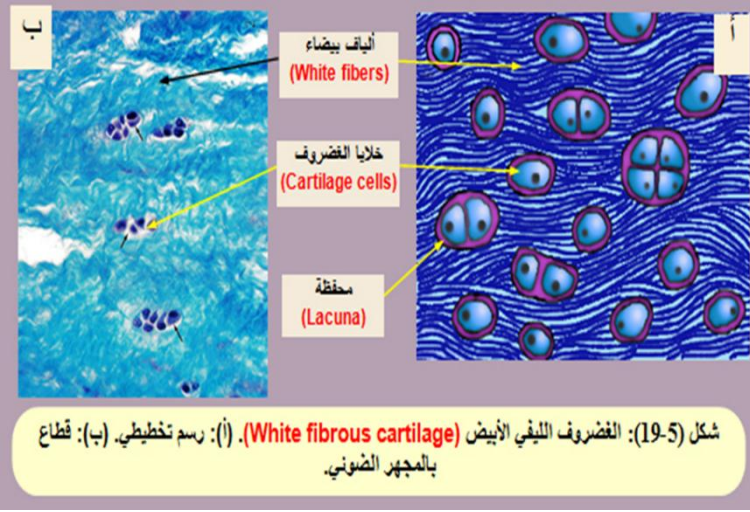 أ
ب
ألياف بيضاء
(White fibers)
خلايا الغضروف
(Cartilage cells)
محفظة
(Lacuna)
شكل (5-19): الغضروف الليفي الأبيض (White fibrous cartilage). (أ): رسم تخطيطي. (ب): قطاع
بالمجهر الضوئي.